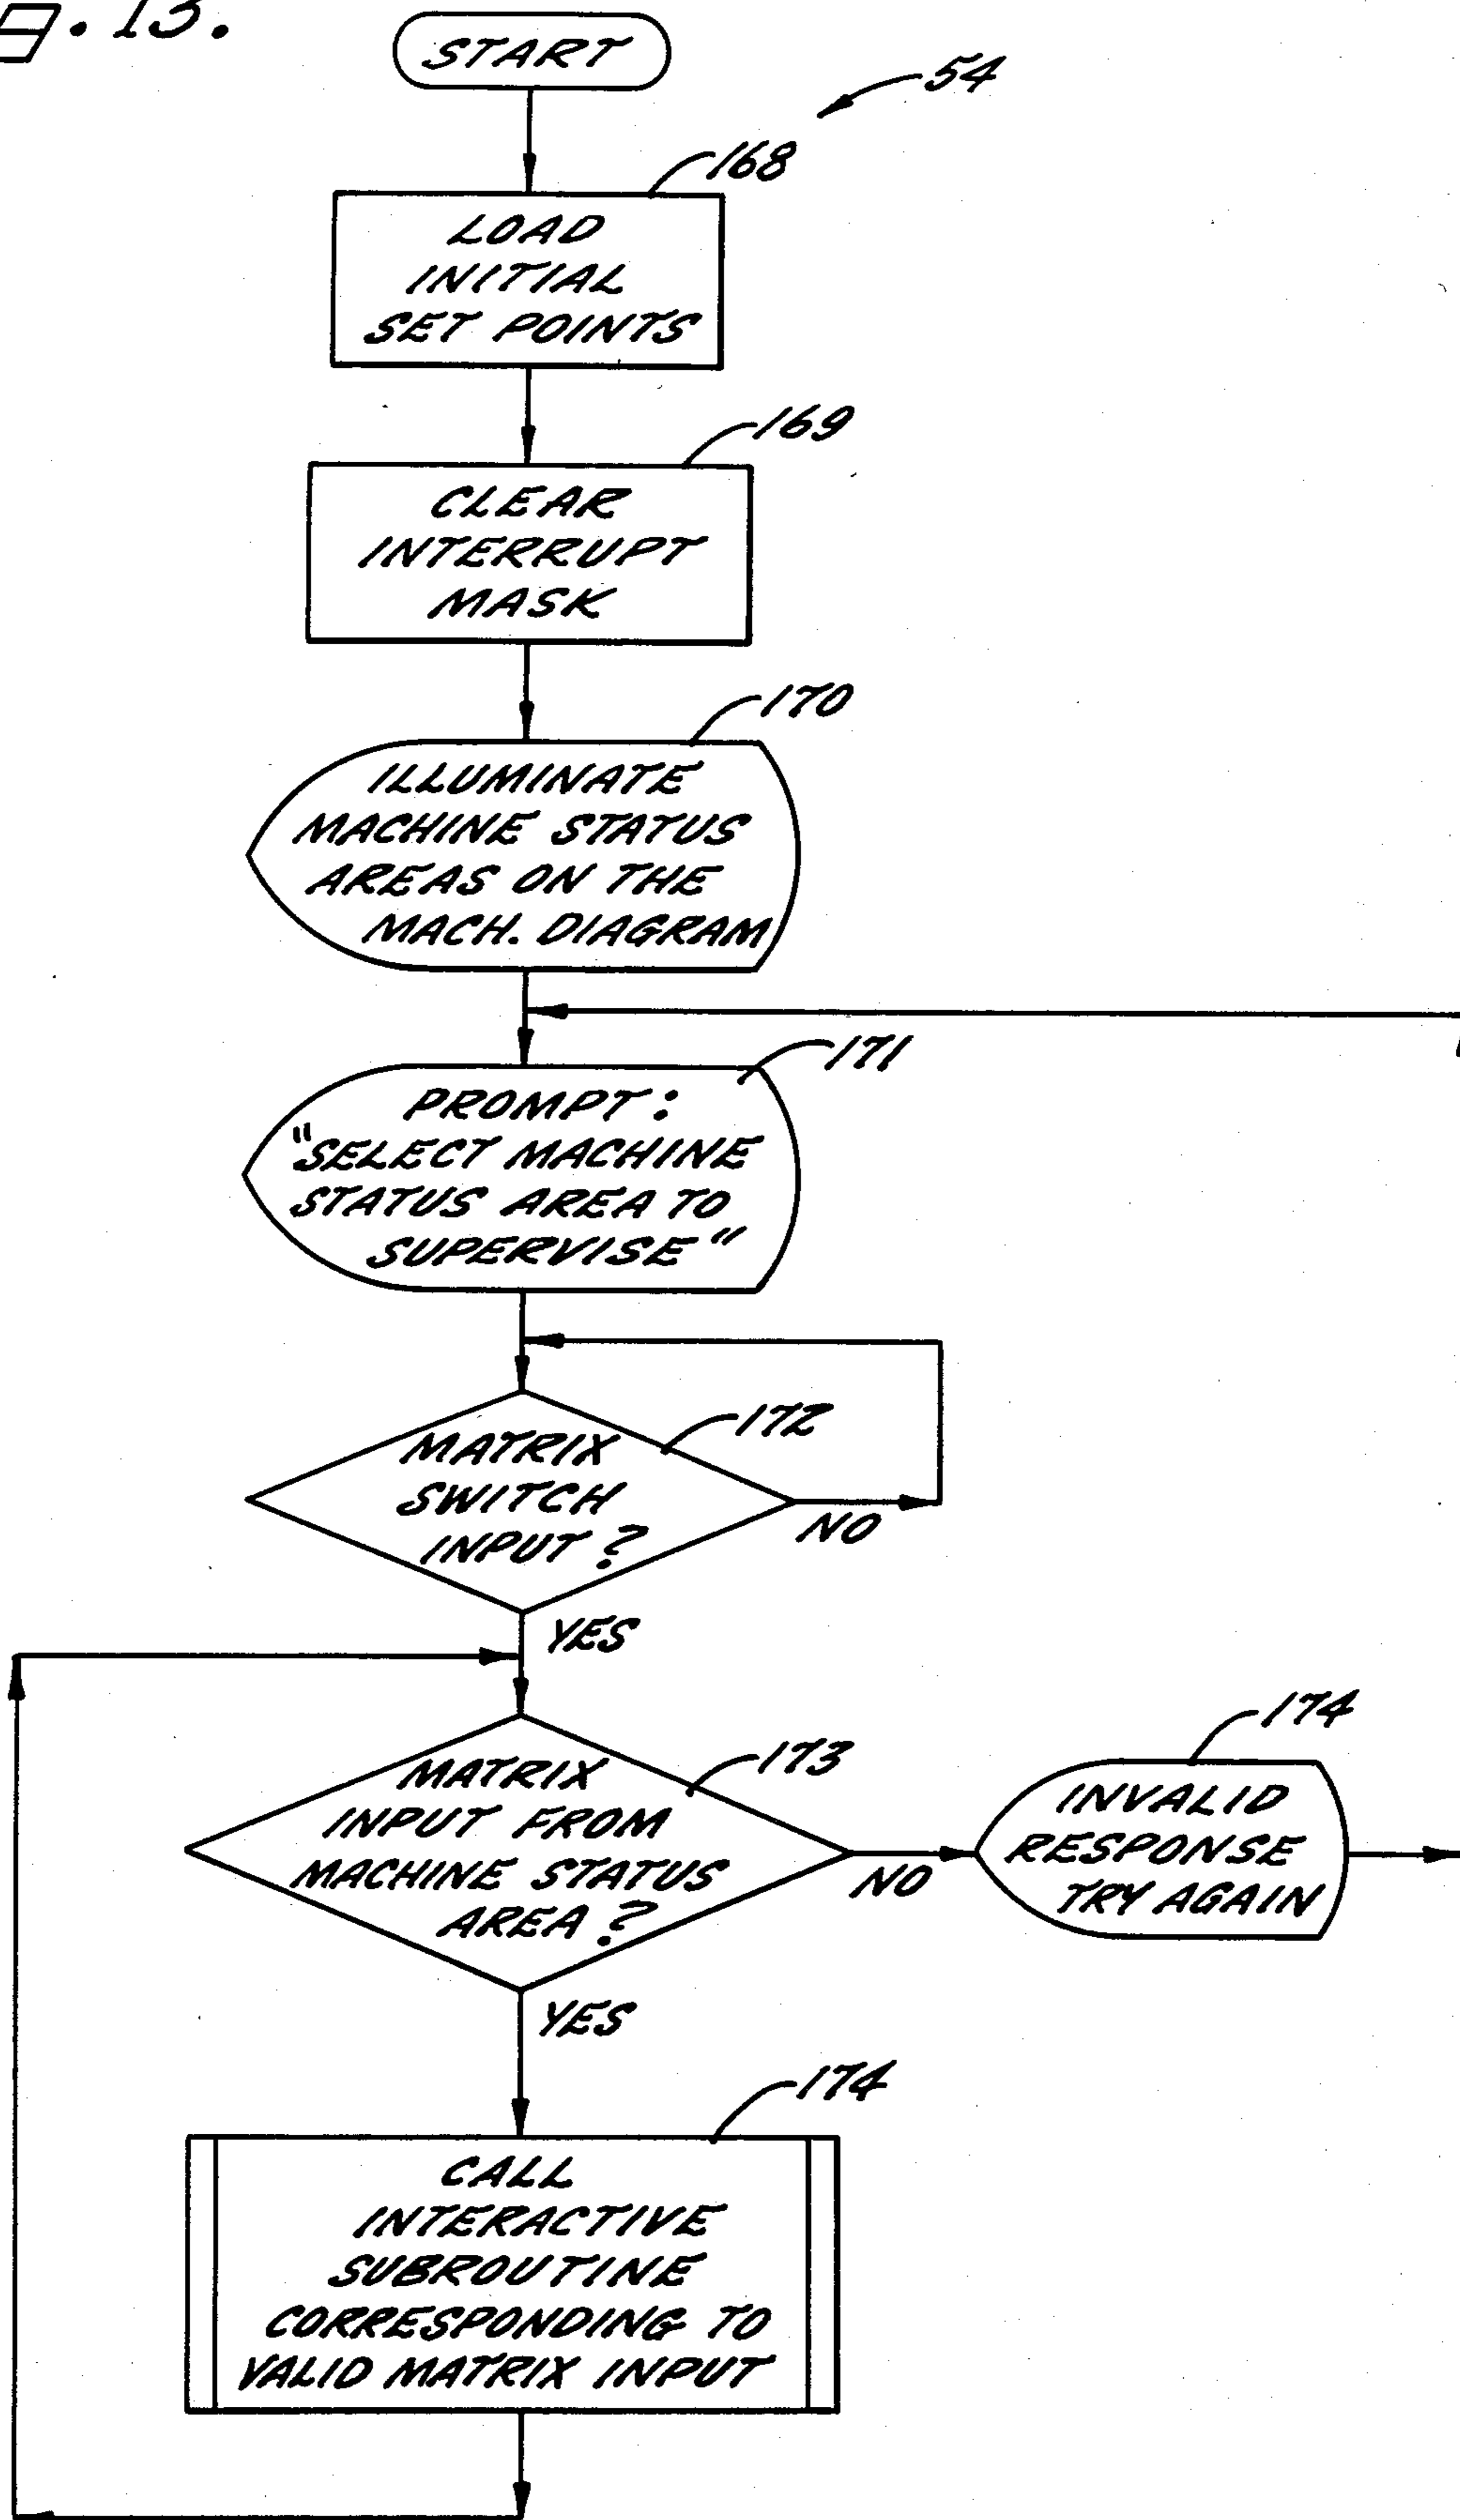 . 13.
START
54
168
LOAD
INITIAL
SET POINTS
169
CLEAR
INTERRUPT
MASK
170
ILLUMINATE
MACHINE STATUS
AREAS ON THE
MACH. DIAGRAM
171
PROMPT:
"SELECT MACHINE
STATUS AREA TO
SUPERVISE"
172
MATRIX
SWITCH
INPUT?
NO
YES
173
MATRIX
INPUT FROM
MACHINE STATUS
AREA?
NO
174
INVALID
RESPONSE
TRY AGAIN
YES
174
CALL
INTERACTIVE
SUBROUTINE
CORRESPONDING TO
VALID MATRIX INPUT